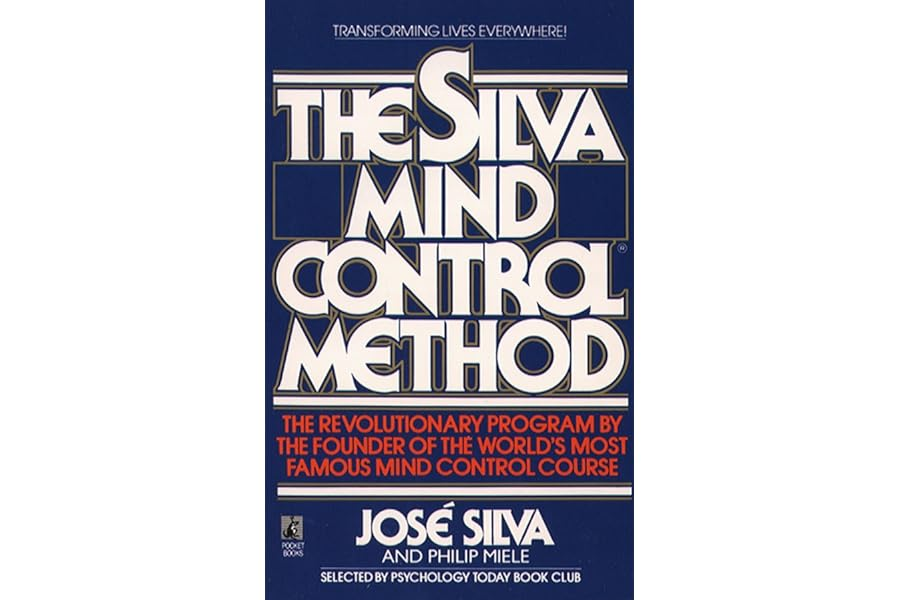 TRANSFORMING LIVES EVERYWHERE!
THE SILVA
MIND
CONTROL®
METHOD
THE REVOLUTIONARY PROGRAM BY
THE FOUNDER OF THE WORLD'S MOST
FAMOUS MIND CONTROL COURSE
POCKET
BOOKS
JOSÉ SILVA
AND PHILIP MIELE
SELECTED BY PSYCHOLOGY TODAY BOOK CLUB